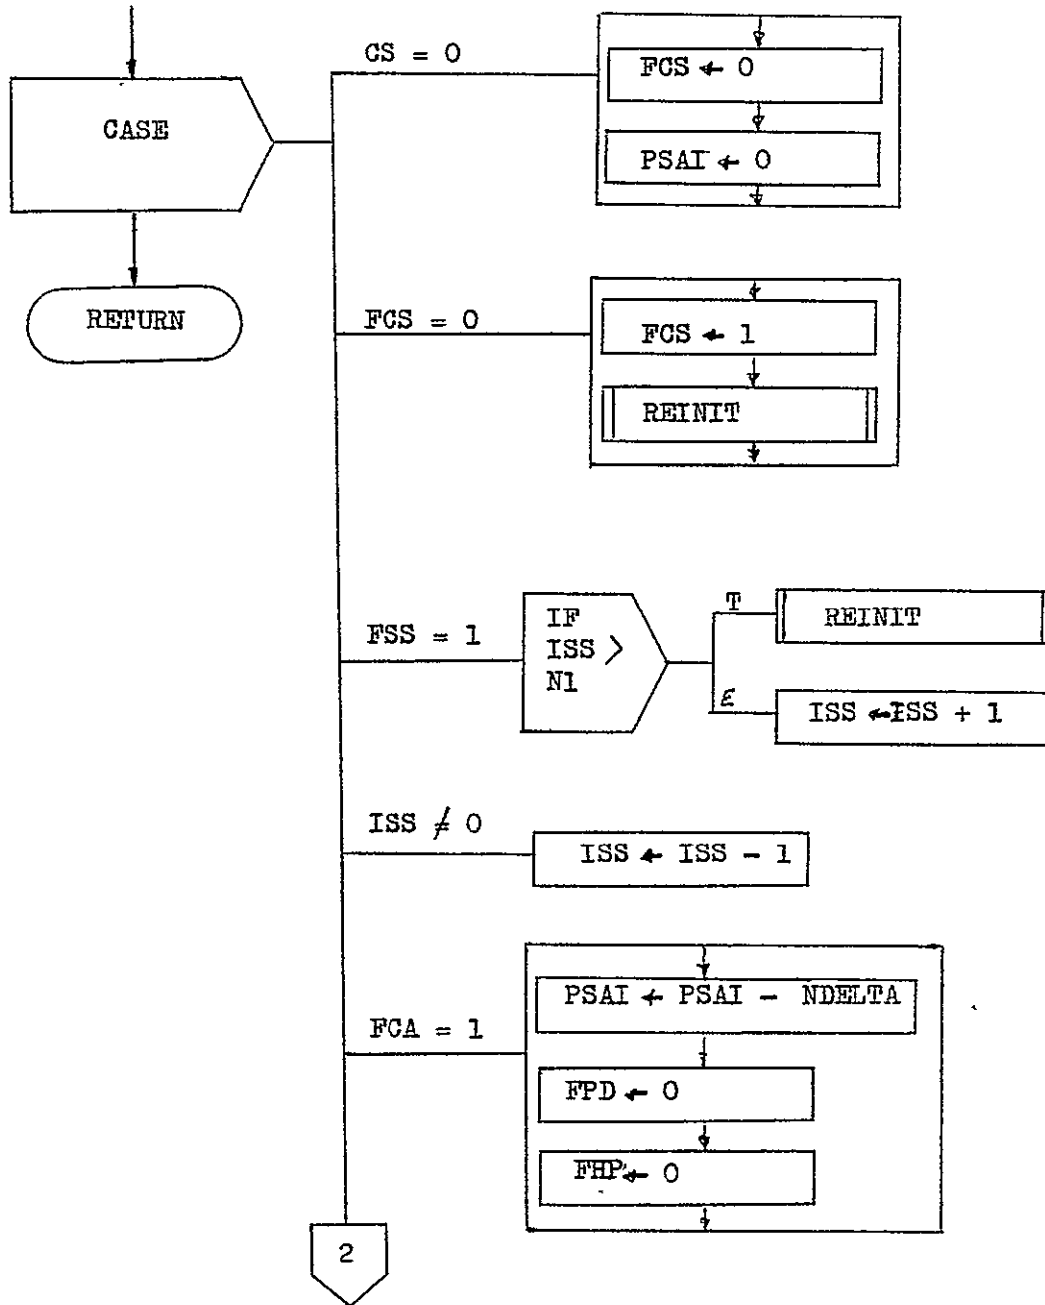 CASE
RETURN
CS = 0
FCS ← 0
PSAI ← 0
FCS = 0
FCS ← 1
REINIT
FSS = 1
IF
ISS >
N1
T
REINIT
E
ISS ← ISS + 1
ISS ≠ 0
ISS ← ISS - 1
FCA = 1
PSAI ← PSAI - NDELTA
FPD ← 0
FHP ← 0
2